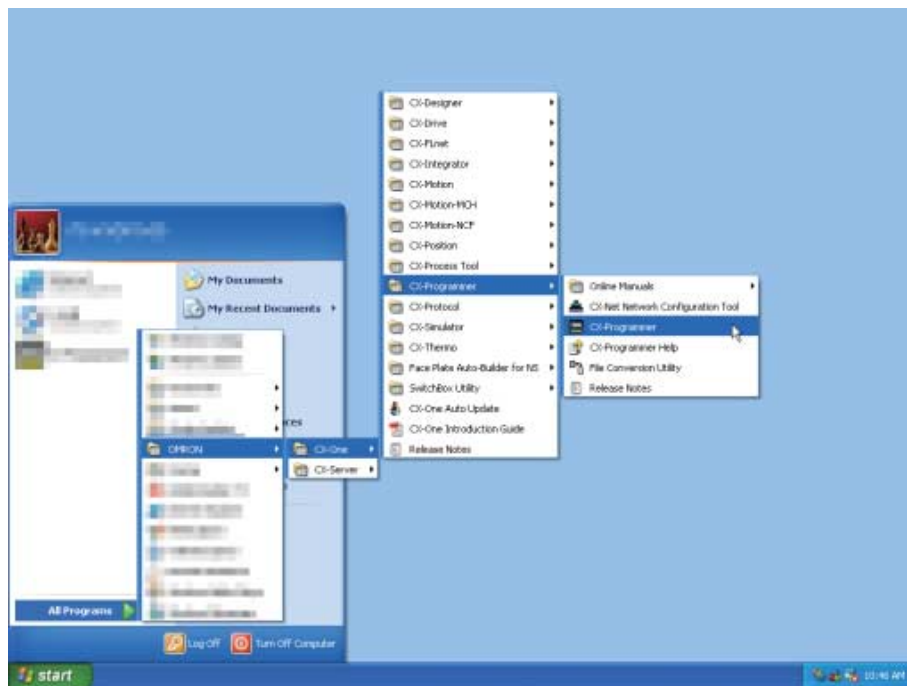 My Documents
My Recent Documents
OMRON
CX-One
CX-Server
CX-Designer
CX-Drive
CX-FLnet
CX-Integrator
CX-Motion
CX-Motion-MCH
CX-Motion-NCF
CX-Position
CX-Process Tool
CX-Programmer
CX-Protocol
CX-Simulator
CX-Thermo
Face Plate Auto-Builder for NS
SwitchBox Utility
CX-One Auto Update
CX-One Introduction Guide
Release Notes
Online Manuals
CX-Net Network Configuration Tool
CX-Programmer
CX-Programmer Help
File Conversion Utility
Release Notes
All Programs
Log Off
Turn Off Computer
start
10:46 AM